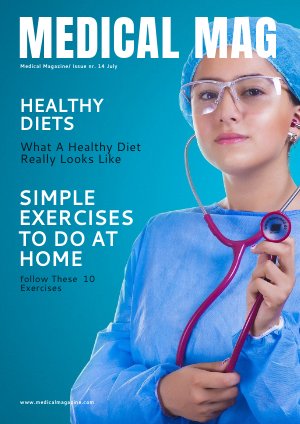 MEDICAL MAG
Medical Magazine/ Issue nr. 14 July
HEALTHY
DIETS
What A Healthy Diet
Really Looks Like
SIMPLE
EXERCISES
TO DO AT
HOME
follow These 10
Exercises
www.medicalmagazine.com